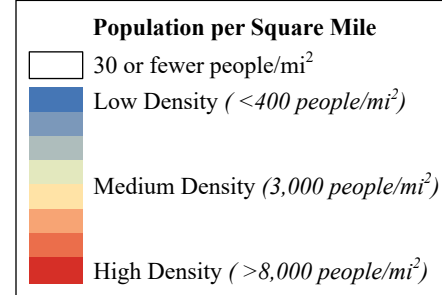 Population per Square Mile
30 or fewer people/mi²
Low Density ( <400 people/mi²)
Medium Density (3,000 people/mi²)
High Density ( >8,000 people/mi²)